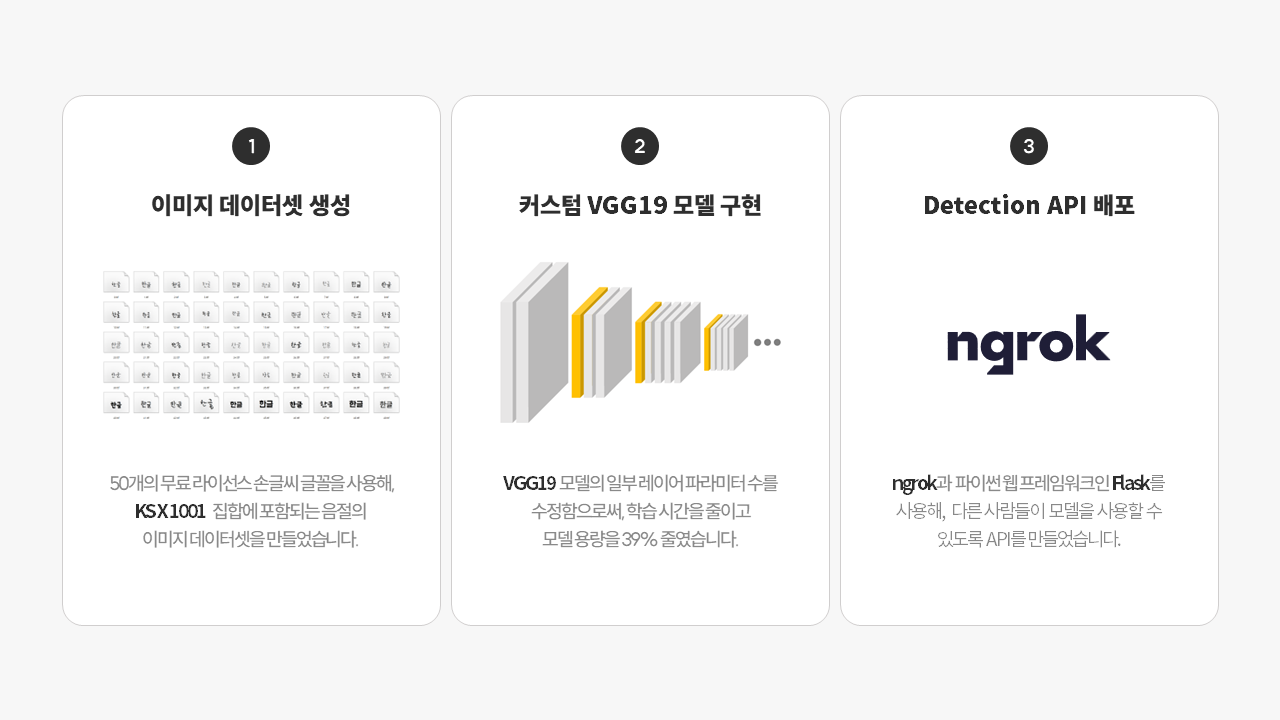 1
이미지 데이터셋 생성
50개의 무료 라이선스 손글씨 글꼴을 사용해,
KS X 1001 집합에 포함되는 음절의
이미지 데이터셋을 만들었습니다.
2
커스텀 VGG19 모델 구현
VGG19 모델의 일부 레이어 파라미터 수를
수정함으로써, 학습 시간을 줄이고
모델 용량을 39% 줄였습니다.
3
Detection API 배포
ngrok
ngrok과 파이썬 웹 프레임워크인 Flask를
사용해, 다른 사람들이 모델을 사용할 수
있도록 API를 만들었습니다.